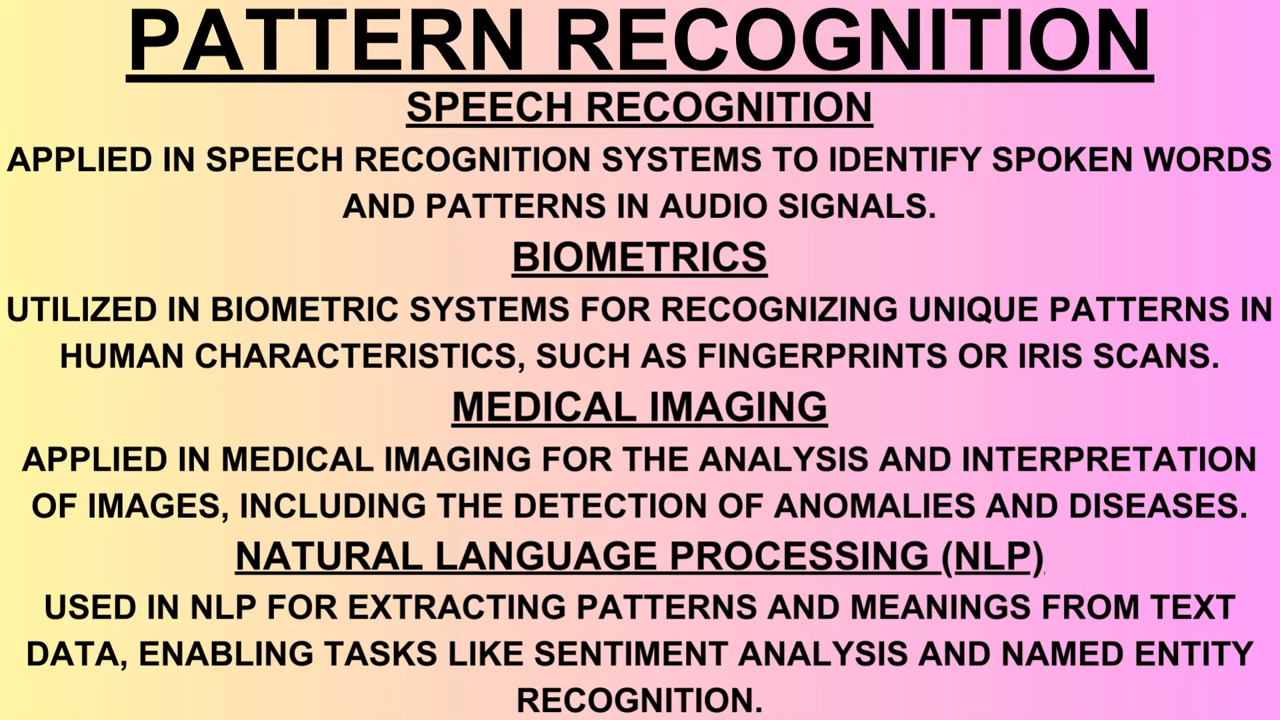 PATTERN RECOGNITION
SPEECH RECOGNITION
APPLIED IN SPEECH RECOGNITION SYSTEMS TO IDENTIFY SPOKEN WORDS
AND PATTERNS IN AUDIO SIGNALS.
BIOMETRICS
UTILIZED IN BIOMETRIC SYSTEMS FOR RECOGNIZING UNIQUE PATTERNS IN
HUMAN CHARACTERISTICS, SUCH AS FINGERPRINTS OR IRIS SCANS.
MEDICAL IMAGING
APPLIED IN MEDICAL IMAGING FOR THE ANALYSIS AND INTERPRETATION
OF IMAGES, INCLUDING THE DETECTION OF ANOMALIES AND DISEASES.
NATURAL LANGUAGE PROCESSING (NLP)
USED IN NLP FOR EXTRACTING PATTERNS AND MEANINGS FROM TEXT
DATA, ENABLING TASKS LIKE SENTIMENT ANALYSIS AND NAMED ENTITY
RECOGNITION.